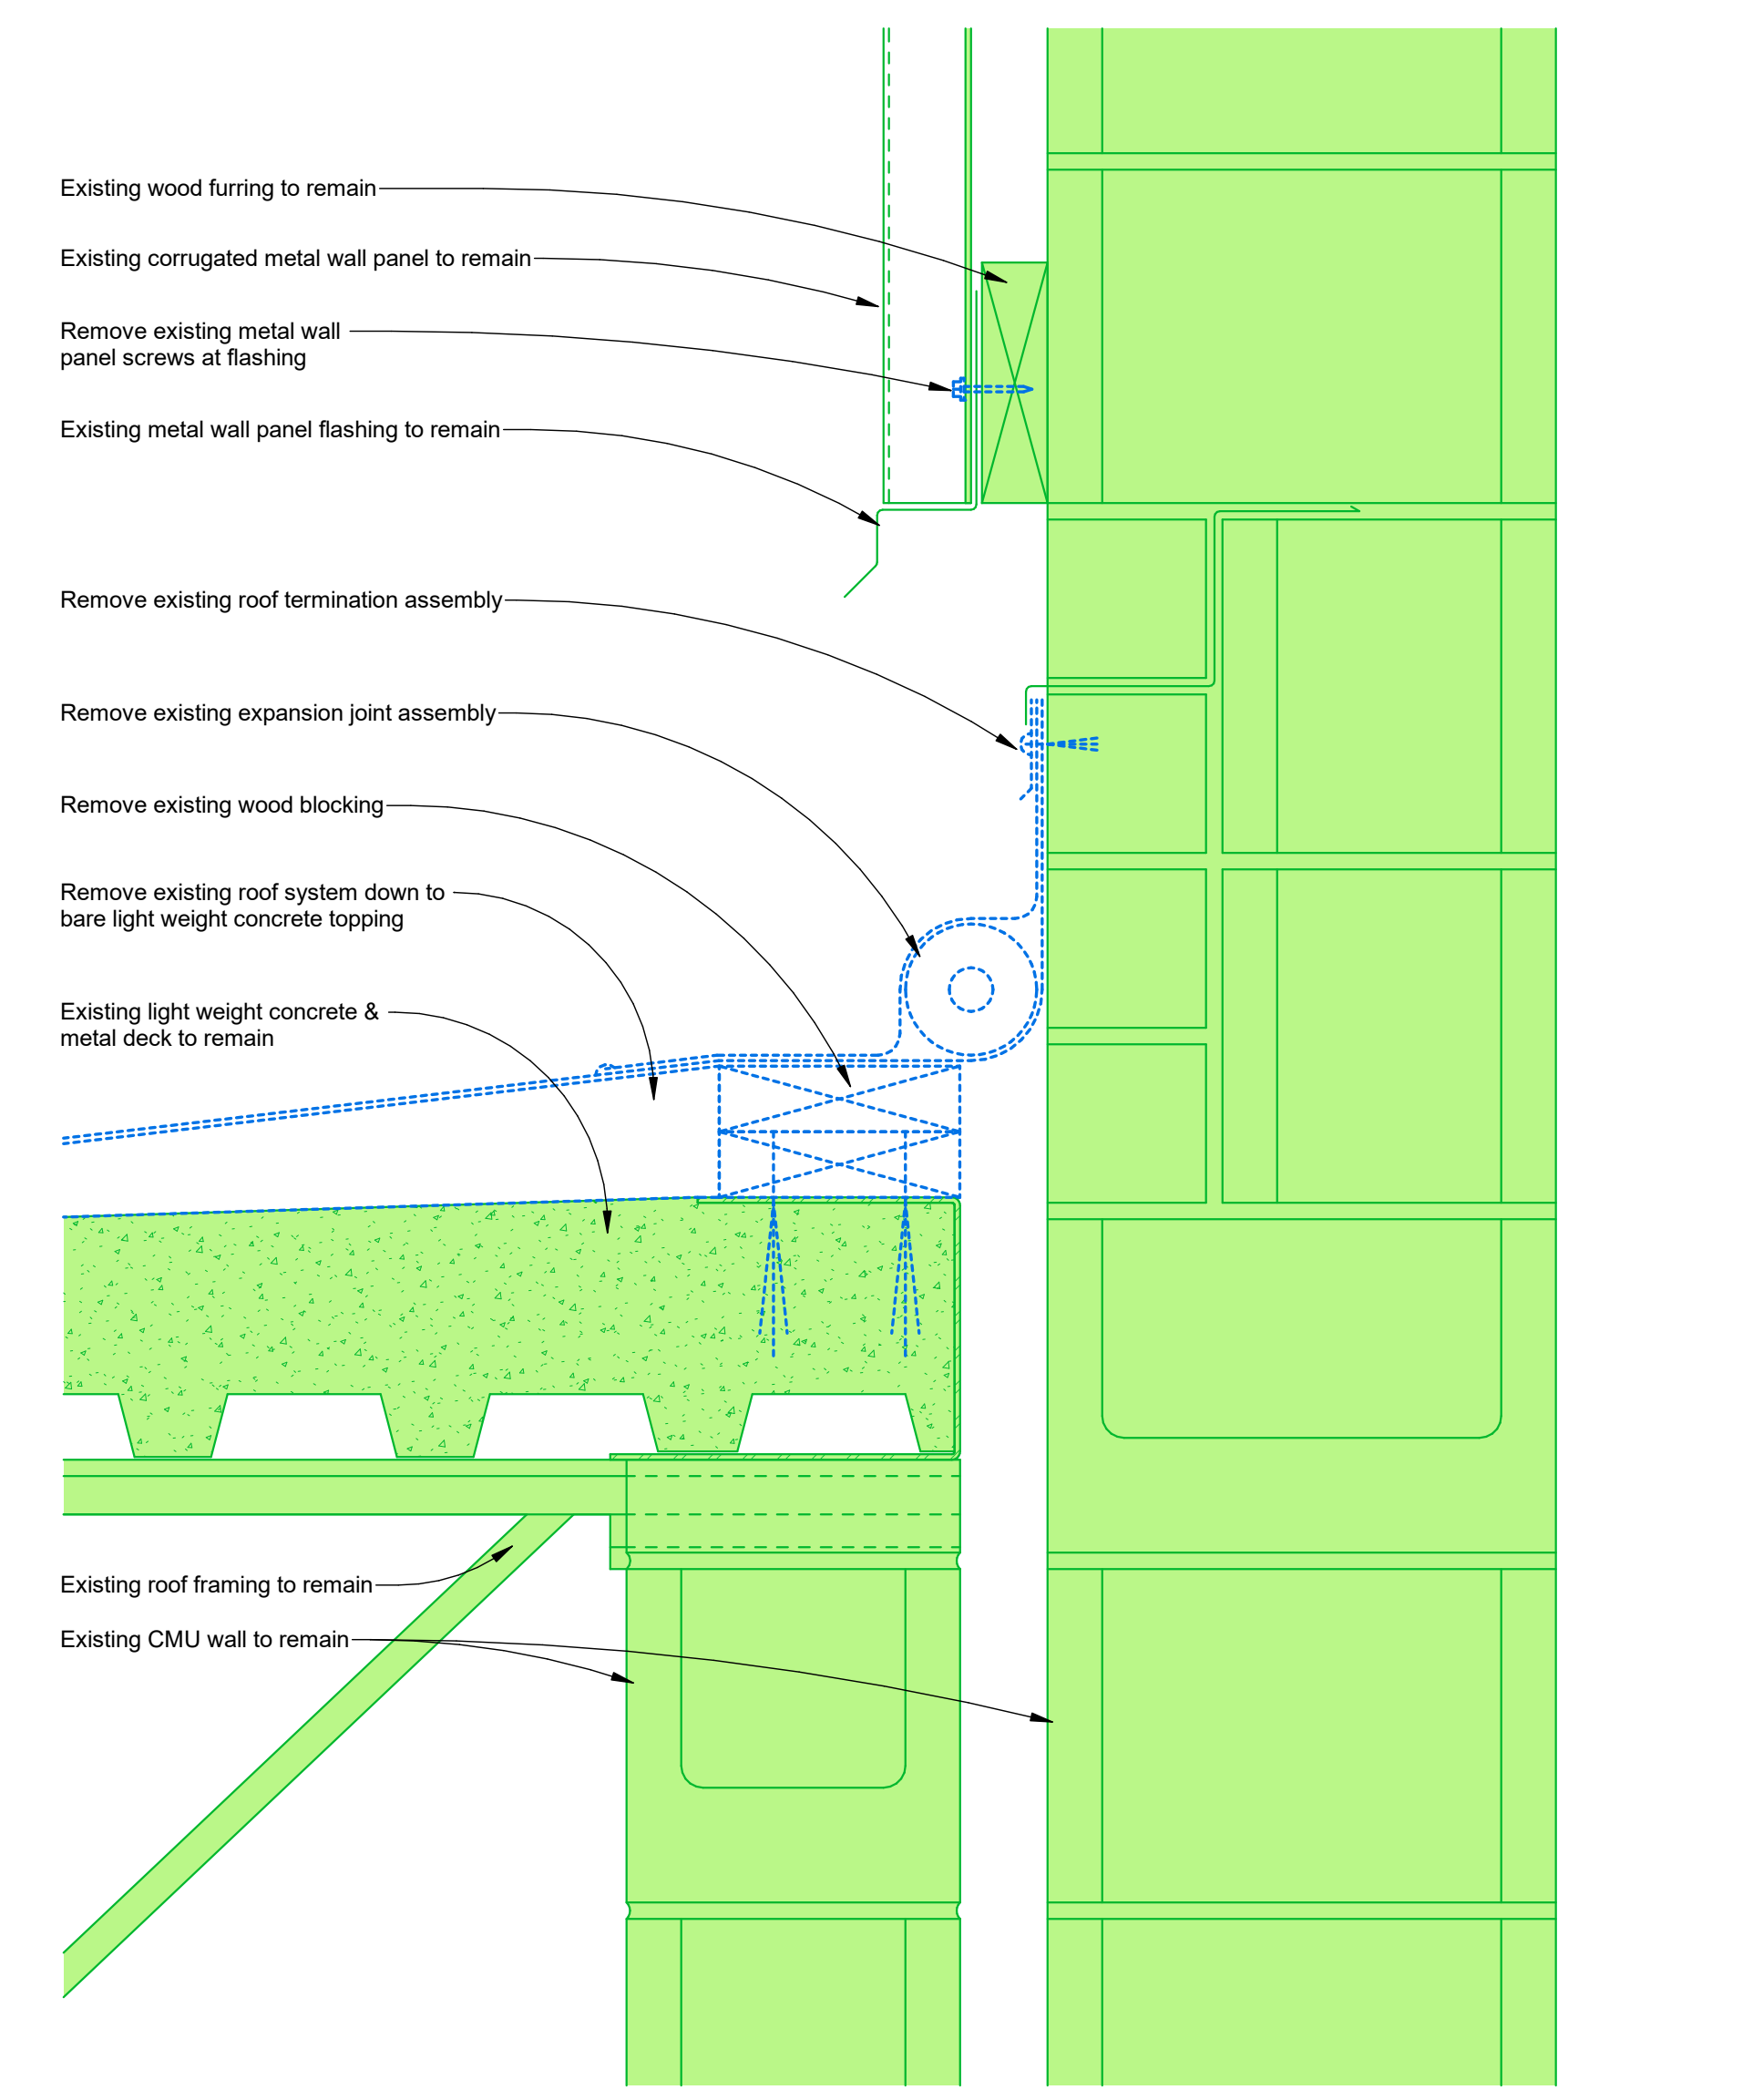 Existing wood furring to remain
Existing corrugated metal wall panel to remain
Remove existing metal wall
panel screws at flashing
Existing metal wall panel flashing to remain
Remove existing roof termination assembly
Remove existing expansion joint assembly
Remove existing wood blocking
Remove existing roof system down to
bare light weight concrete topping
Existing light weight concrete &
metal deck to remain
Existing roof framing to remain
Existing CMU wall to remain